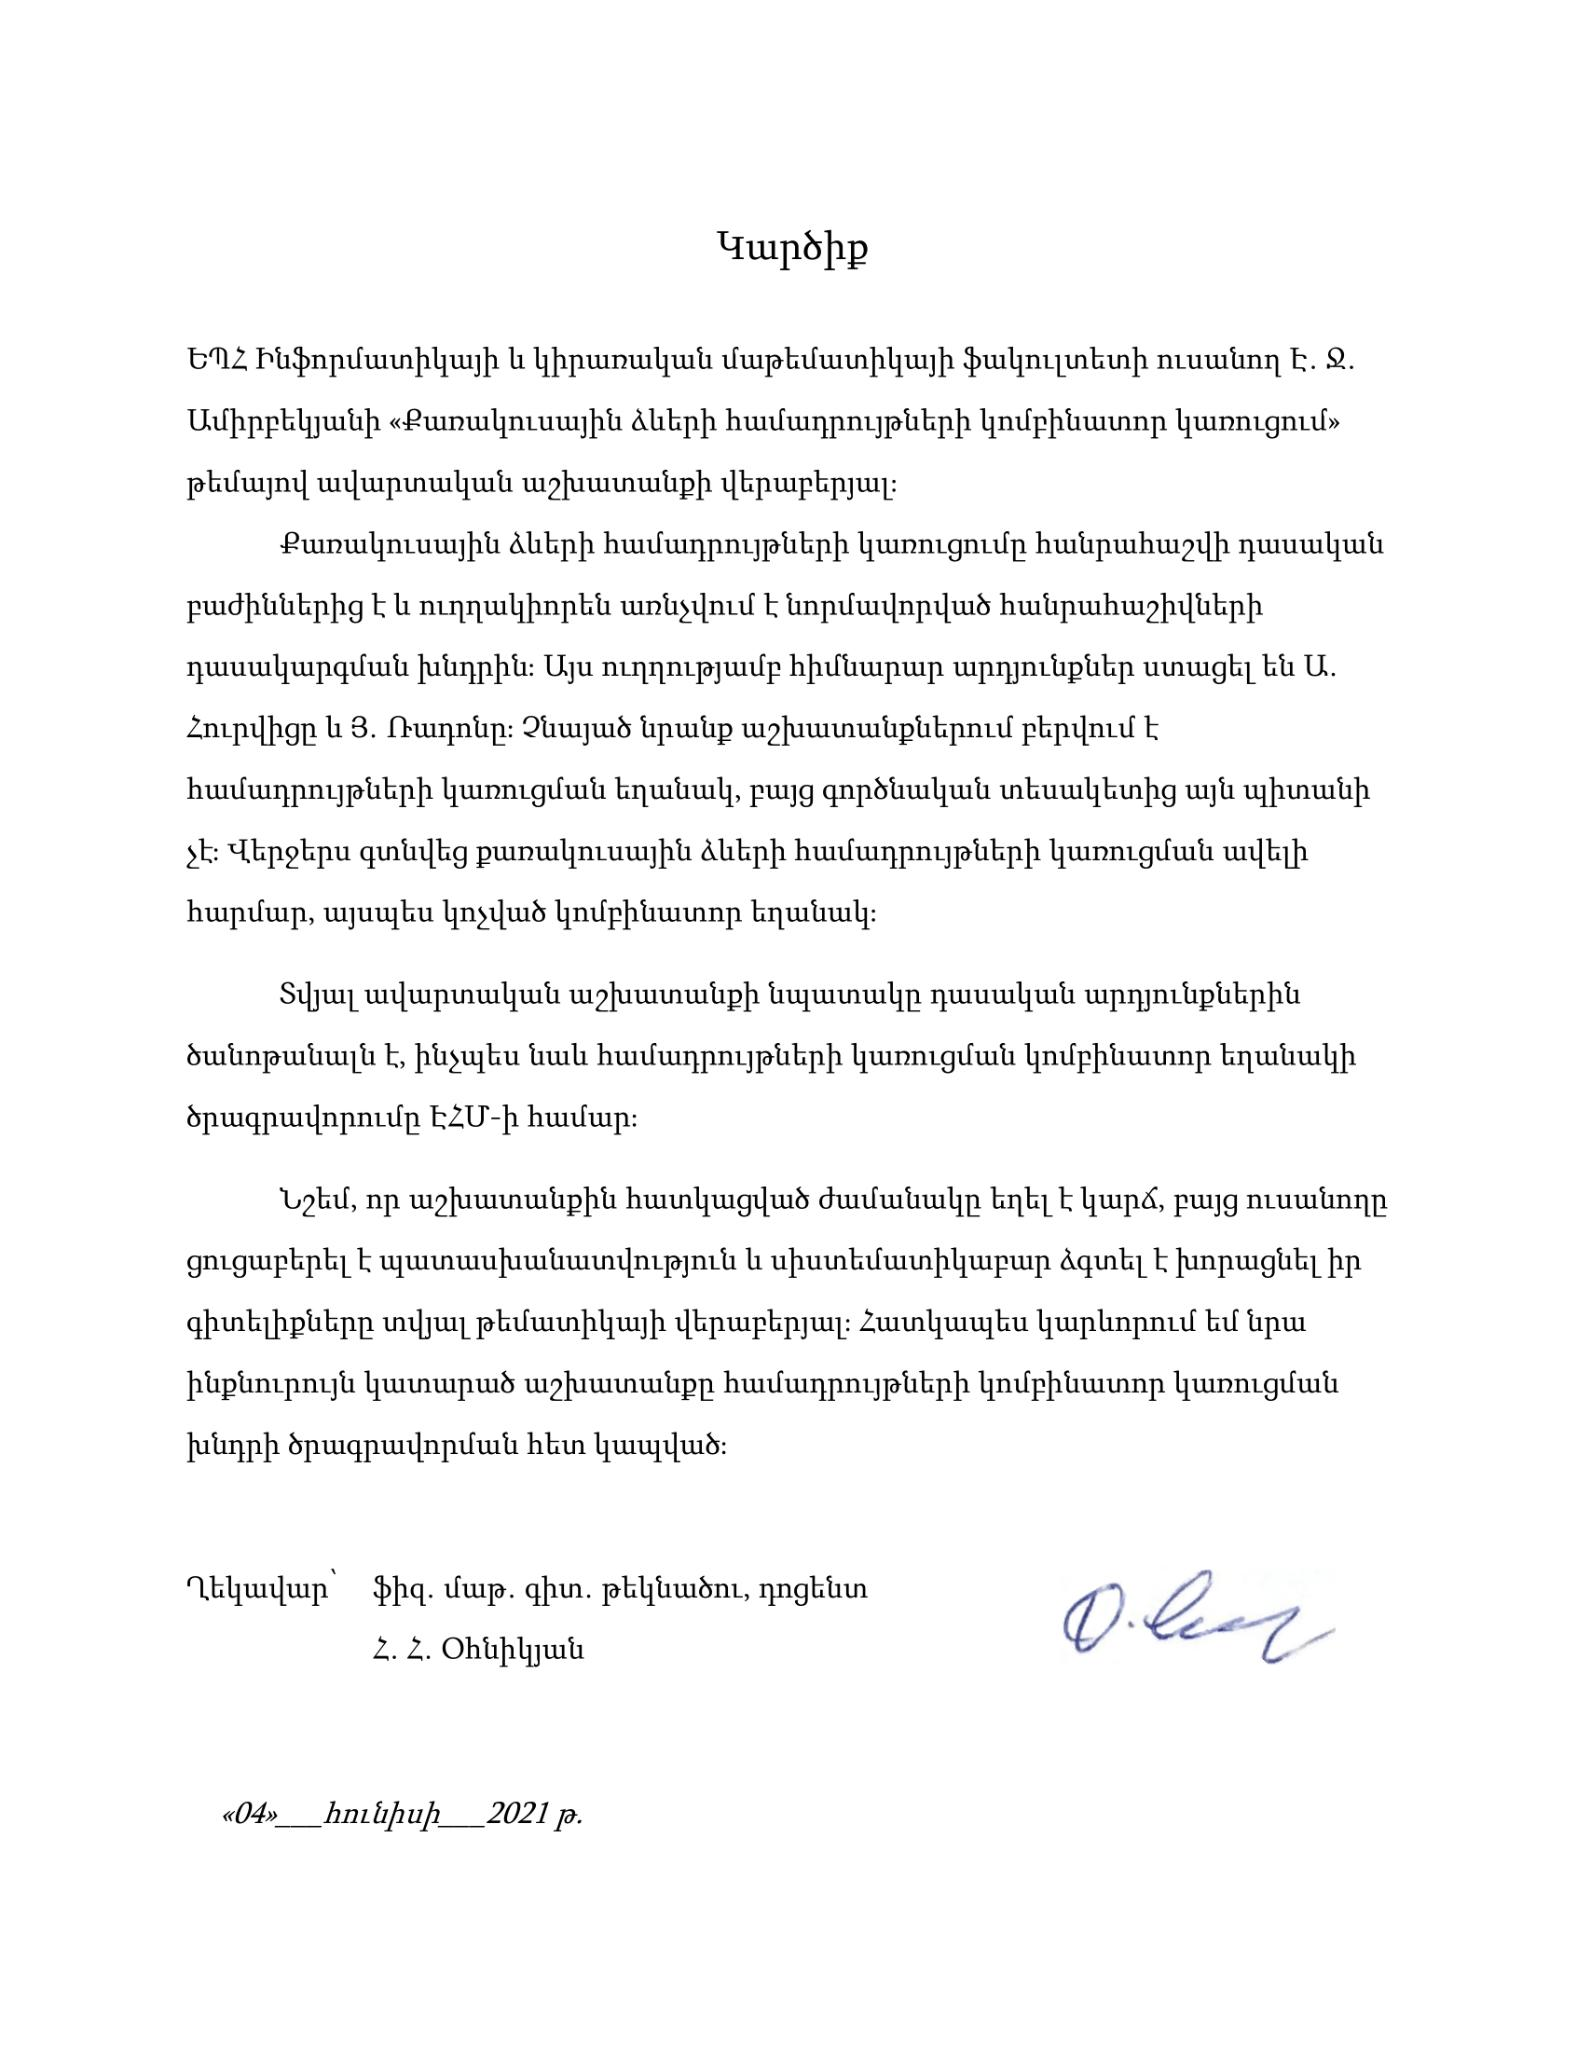 Կարծիք
ԵՊՀ Ինֆորմատիկայի և կիրառական մաթեմատիկայի ֆակուլտետի ուսանող Է. Ջ.
Ամիրբեկյանի «Քառակուսային ձևերի համադրույթների կոմբինատոր կառուցում»
թեմայով ավարտական աշխատանքի վերաբերյալ։
Քառակուսային ձևերի համադրույթների կառուցումը հանրահաշվի դասական
բաժիններից է և ուղղակիորեն առնչվում է նորմավորված հանրահաշիվների
դասակարգման խնդրին։ Այս ուղղությամբ հիմնարար արդյունքներ ստացել են Ա.
Հուրվիցը և Յ. Ռադոնը։ Չնայած նրանք աշխատանքներում բերվում է
համադրույթների կառուցման եղանակ, բայց գործնական տեսակետից այն պիտանի
չէ։ Վերջերս գտնվեց քառակուսային ձևերի համադրույթների կառուցման ավելի
հարմար, այսպես կոչված կոմբինատոր եղանակ։
Տվյալ ավարտական աշխատանքի նպատակը դասական արդյունքներին
ծանոթանալն է, ինչպես նաև համադրույթների կառուցման կոմբինատոր եղանակի
ծրագրավորումը ԷՀՄ-ի համար։
Նշեմ, որ աշխատանքին հատկացված ժամանակը եղել է կարճ, բայց ուսանողը
ցուցաբերել է պատասխանատվություն և սիստեմատիկաբար ձգտել է խորացնել իր
գիտելիքները տվյալ թեմատիկայի վերաբերյալ։ Հատկապես կարևորում եմ նրա
ինքնուրույն կատարած աշխատանքը համադրույթների կոմբինատոր կառուցման
խնդրի ծրագրավորման հետ կապված։
Ղեկավար՝ ֆիզ. մաթ. գիտ. թեկնածու, դոցենտ
Հ. Հ. Օհնիկյան
«04»___հունիսի___2021 թ.